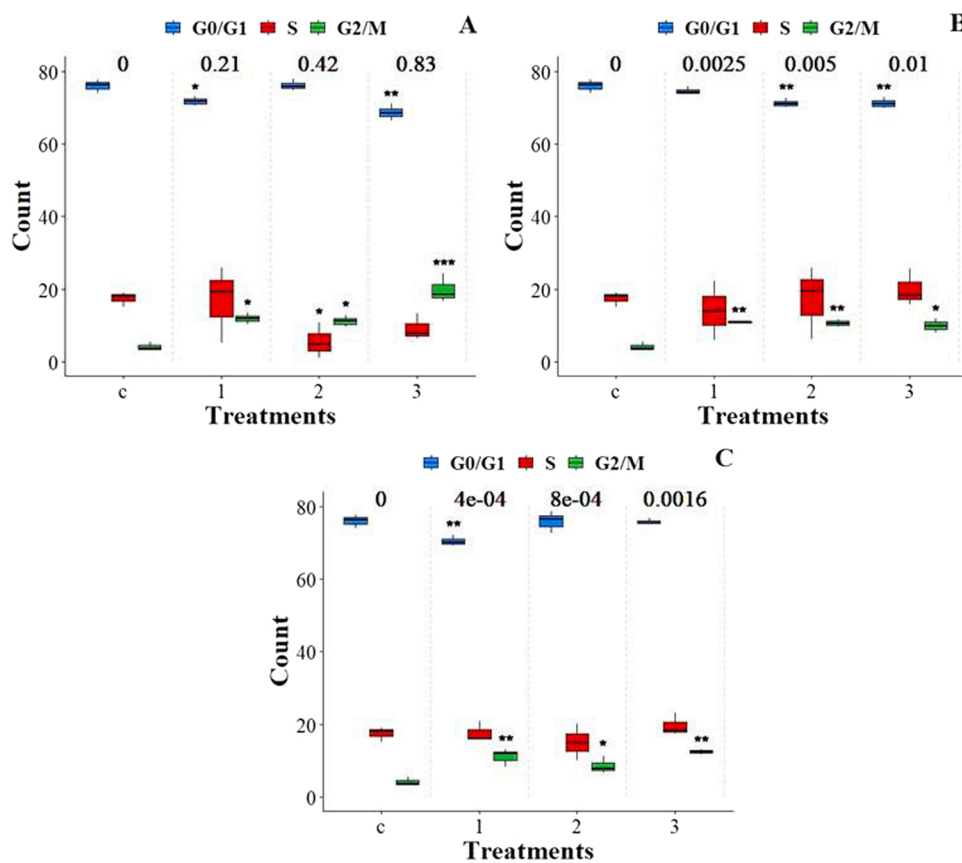 G0/G1 S G2/M A
0 0.21 0.42 0.83
80
* **
60
Count
40
***
20
* * *
0
c 1 2 3
Treatments
G0/G1 S G2/M B
0 0.0025 0.005 0.01
80
** **
60
Count
40
20
** ** *
0
c 1 2 3
Treatments
G0/G1 S G2/M C
0 4e-04 8e-04 0.0016
80
**
60
Count
40
20
** * **
0
c 1 2 3
Treatments